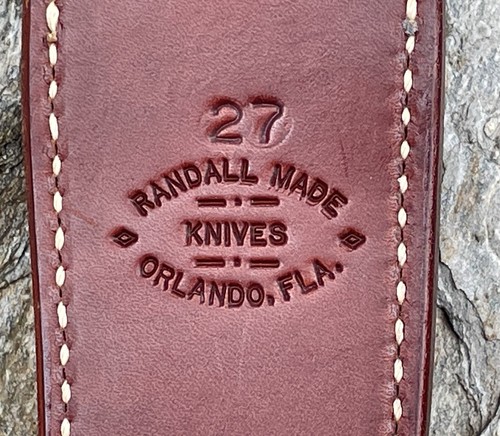 27
RANDALL MADE
KNIVES
ORLANDO, FLA.